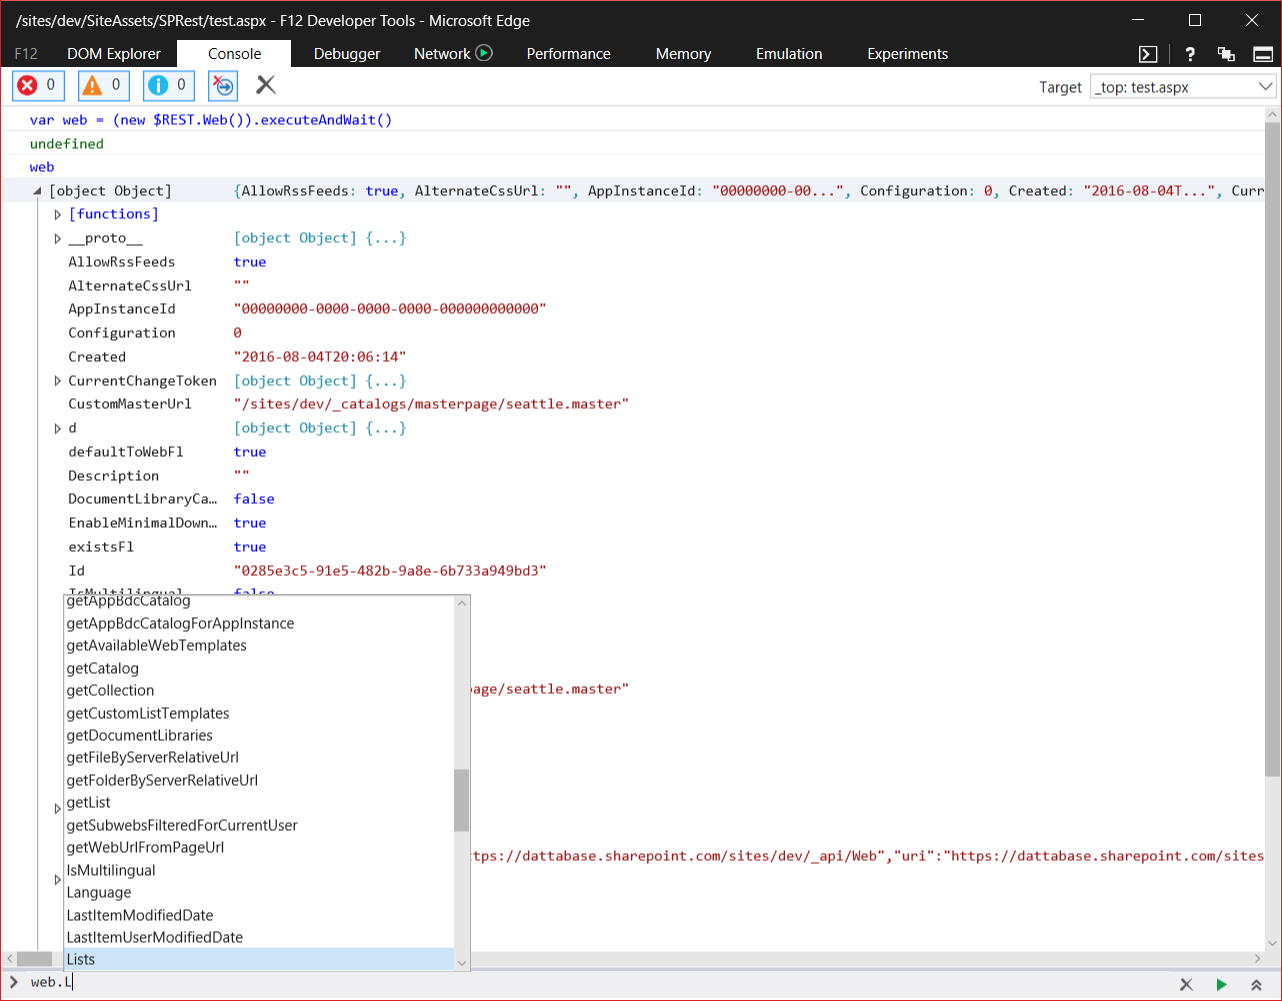 /sites/dev/SiteAssets/SPRest/test.aspx - F12 Developer Tools - Microsoft Edge
F12 DOM Explorer Console Debugger Network Performance Memory Emulation Experiments ?
0 0 0 Target _top: test.aspx
var web = (new $REST.Web()).executeAndWait()
undefined
web
[object Object] {AllowRssFeeds: true, AlternateCssUrl: "", AppInstanceId: "00000000-00...", Configuration: 0, Created: "2016-08-04T...", Curr
[functions]
__proto__ [object Object] {...}
AllowRssFeeds true
AlternateCssUrl ""
AppInstanceId "00000000-0000-0000-0000-000000000000"
Configuration 0
Created "2016-08-04T20:06:14"
CurrentChangeToken [object Object] {...}
CustomMasterUrl "/sites/dev/_catalogs/masterpage/seattle.master"
d [object Object] {...}
defaultToWebFl true
Description ""
DocumentLibraryCa... false
EnableMinimalDown... true
existsFl true
Id "0285e3c5-91e5-482b-9a8e-6b733a949bd3"
IsMultilingual false
getAppBdcCatalog
getAppBdcCatalogForAppInstance
getAvailableWebTemplates
getCatalog
getCollection
page/seattle.master"
getCustomListTemplates
getDocumentLibraries
getFileByServerRelativeUrl
getFolderByServerRelativeUrl
getList
getSubwebsFilteredForCurrentUser
getWebUrlFromPageUrl
ttps://dattabase.sharepoint.com/sites/dev/_api/Web","uri":"https://dattabase.sharepoint.com/sites
IsMultilingual
Language
LastItemModifiedDate
LastItemUserModifiedDate
Lists
web.L